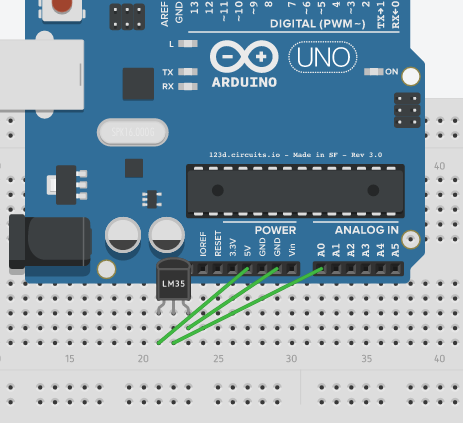 AREF
GND
13
12
~11
~10
~9
8
7
~6
~5
4
~3
2
TX→1
RX←0
DIGITAL (PWM~)
L
TX
RX
ARDUINO
UNO
ON
123d.circuits.io - Made in SF - Rev 3.0
POWER
ANALOG IN
IOREF
RESET
3.3V
5V
GND
GND
Vin
A0
A1
A2
A3
A4
A5
LM35
40
15
20
25
30
35
40